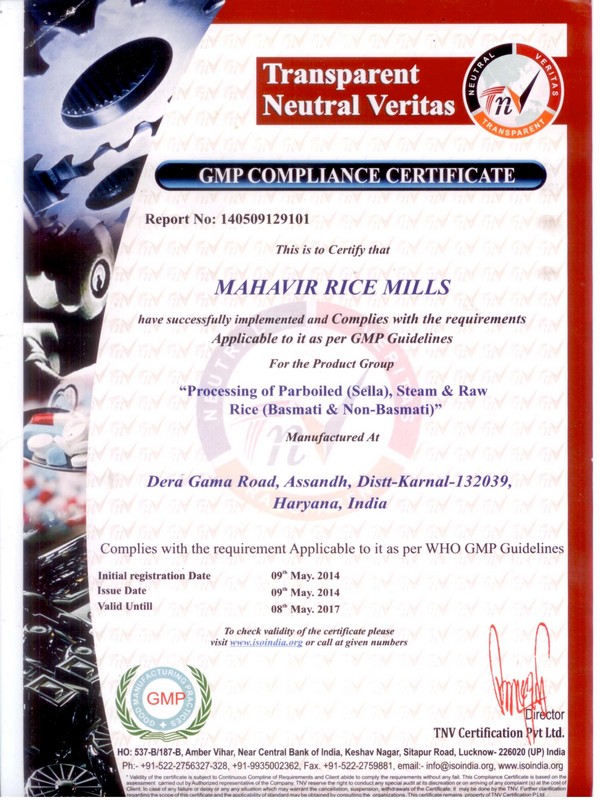 Transparent
Neutral Veritas
NEUTRAL VERITAS TRANSPARENT
TNV
GMP COMPLIANCE CERTIFICATE
Report No: 140509129101
This is to Certify that
MAHAVIR RICE MILLS
have successfully implemented and Complies with the requirements
Applicable to it as per GMP Guidelines
For the Product Group
“Processing of Parboiled (Sella), Steam & Raw
Rice (Basmati & Non-Basmati)”
Manufactured At
Dera Gama Road, Assandh, Distt-Karnal-132039,
Haryana, India
Complies with the requirement Applicable to it as per WHO GMP Guidelines
Initial registration Date 09th May. 2014
Issue Date 09th May. 2014
Valid Untill 08th May. 2017
To check validity of the certificate please
visit www.isoindia.org or call at given numbers
GOOD MANUFACTURING PRACTICES
GMP
Director
TNV Certification Pvt Ltd.
HO: 537-B/187-B, Amber Vihar, Near Central Bank of India, Keshav Nagar, Sitapur Road, Lucknow- 226020 (UP) India
Ph:- +91-522-2756327-328, +91-9935002362, Fax. +91-522-2759881, email:- info@isoindia.org, www.isoindia.org
* Validity of the certificate is subject to Continuous Compline of Requirements and Client abide to comply the requirements without any fail. This Compliance Certificate is based on the
assessment carried out by Authorized representative of the Company, TNV reserve the right to conduct any special audit at its discretion or on arriving of any complaint (s) at the cost of
Client. In case of any failure or delay or any any situation which may warrant the cancellation, suspension, withdrawals of the Certificate; it may be done by the TNV. Further clarification
regarding the scope of this certificate and the applicability of standard may be obtained by consulting the organizations. This certificate remains property of TNV Certification P Ltd.